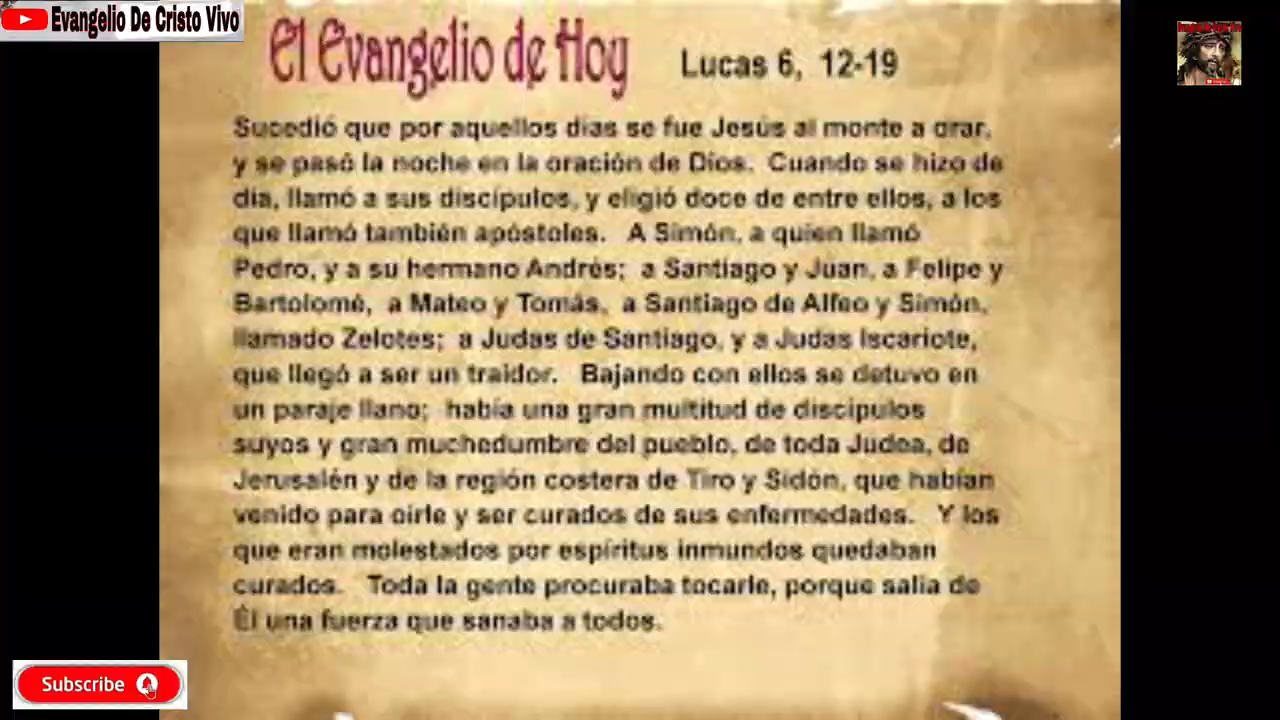 Evangelio De Cristo Vivo
El Evangelio de Hoy Lucas 6, 12-19
Sucedió que por aquellos días se fue Jesús al monte a orar,
y se pasó la noche en la oración de Dios. Cuando se hizo de
día, llamó a sus discípulos, y eligió doce de entre ellos, a los
que llamó también apóstoles. A Simón, a quien llamó
Pedro, y a su hermano Andrés; a Santiago y Juan, a Felipe y
Bartolomé, a Mateo y Tomás, a Santiago de Alfeo y Simón,
llamado Zelotes; a Judas de Santiago, y a Judas Iscariote,
que llegó a ser un traidor. Bajando con ellos se detuvo en
un paraje llano; había una gran multitud de discípulos
suyos y gran muchedumbre del pueblo, de toda Judea, de
Jerusalén y de la región costera de Tiro y Sidón, que habían
venido para oirle y ser curados de sus enfermedades. Y los
que eran molestados por espíritus inmundos quedaban
curados. Toda la gente procuraba tocarle, porque salía de
Él una fuerza que sanaba a todos.
Subscribe